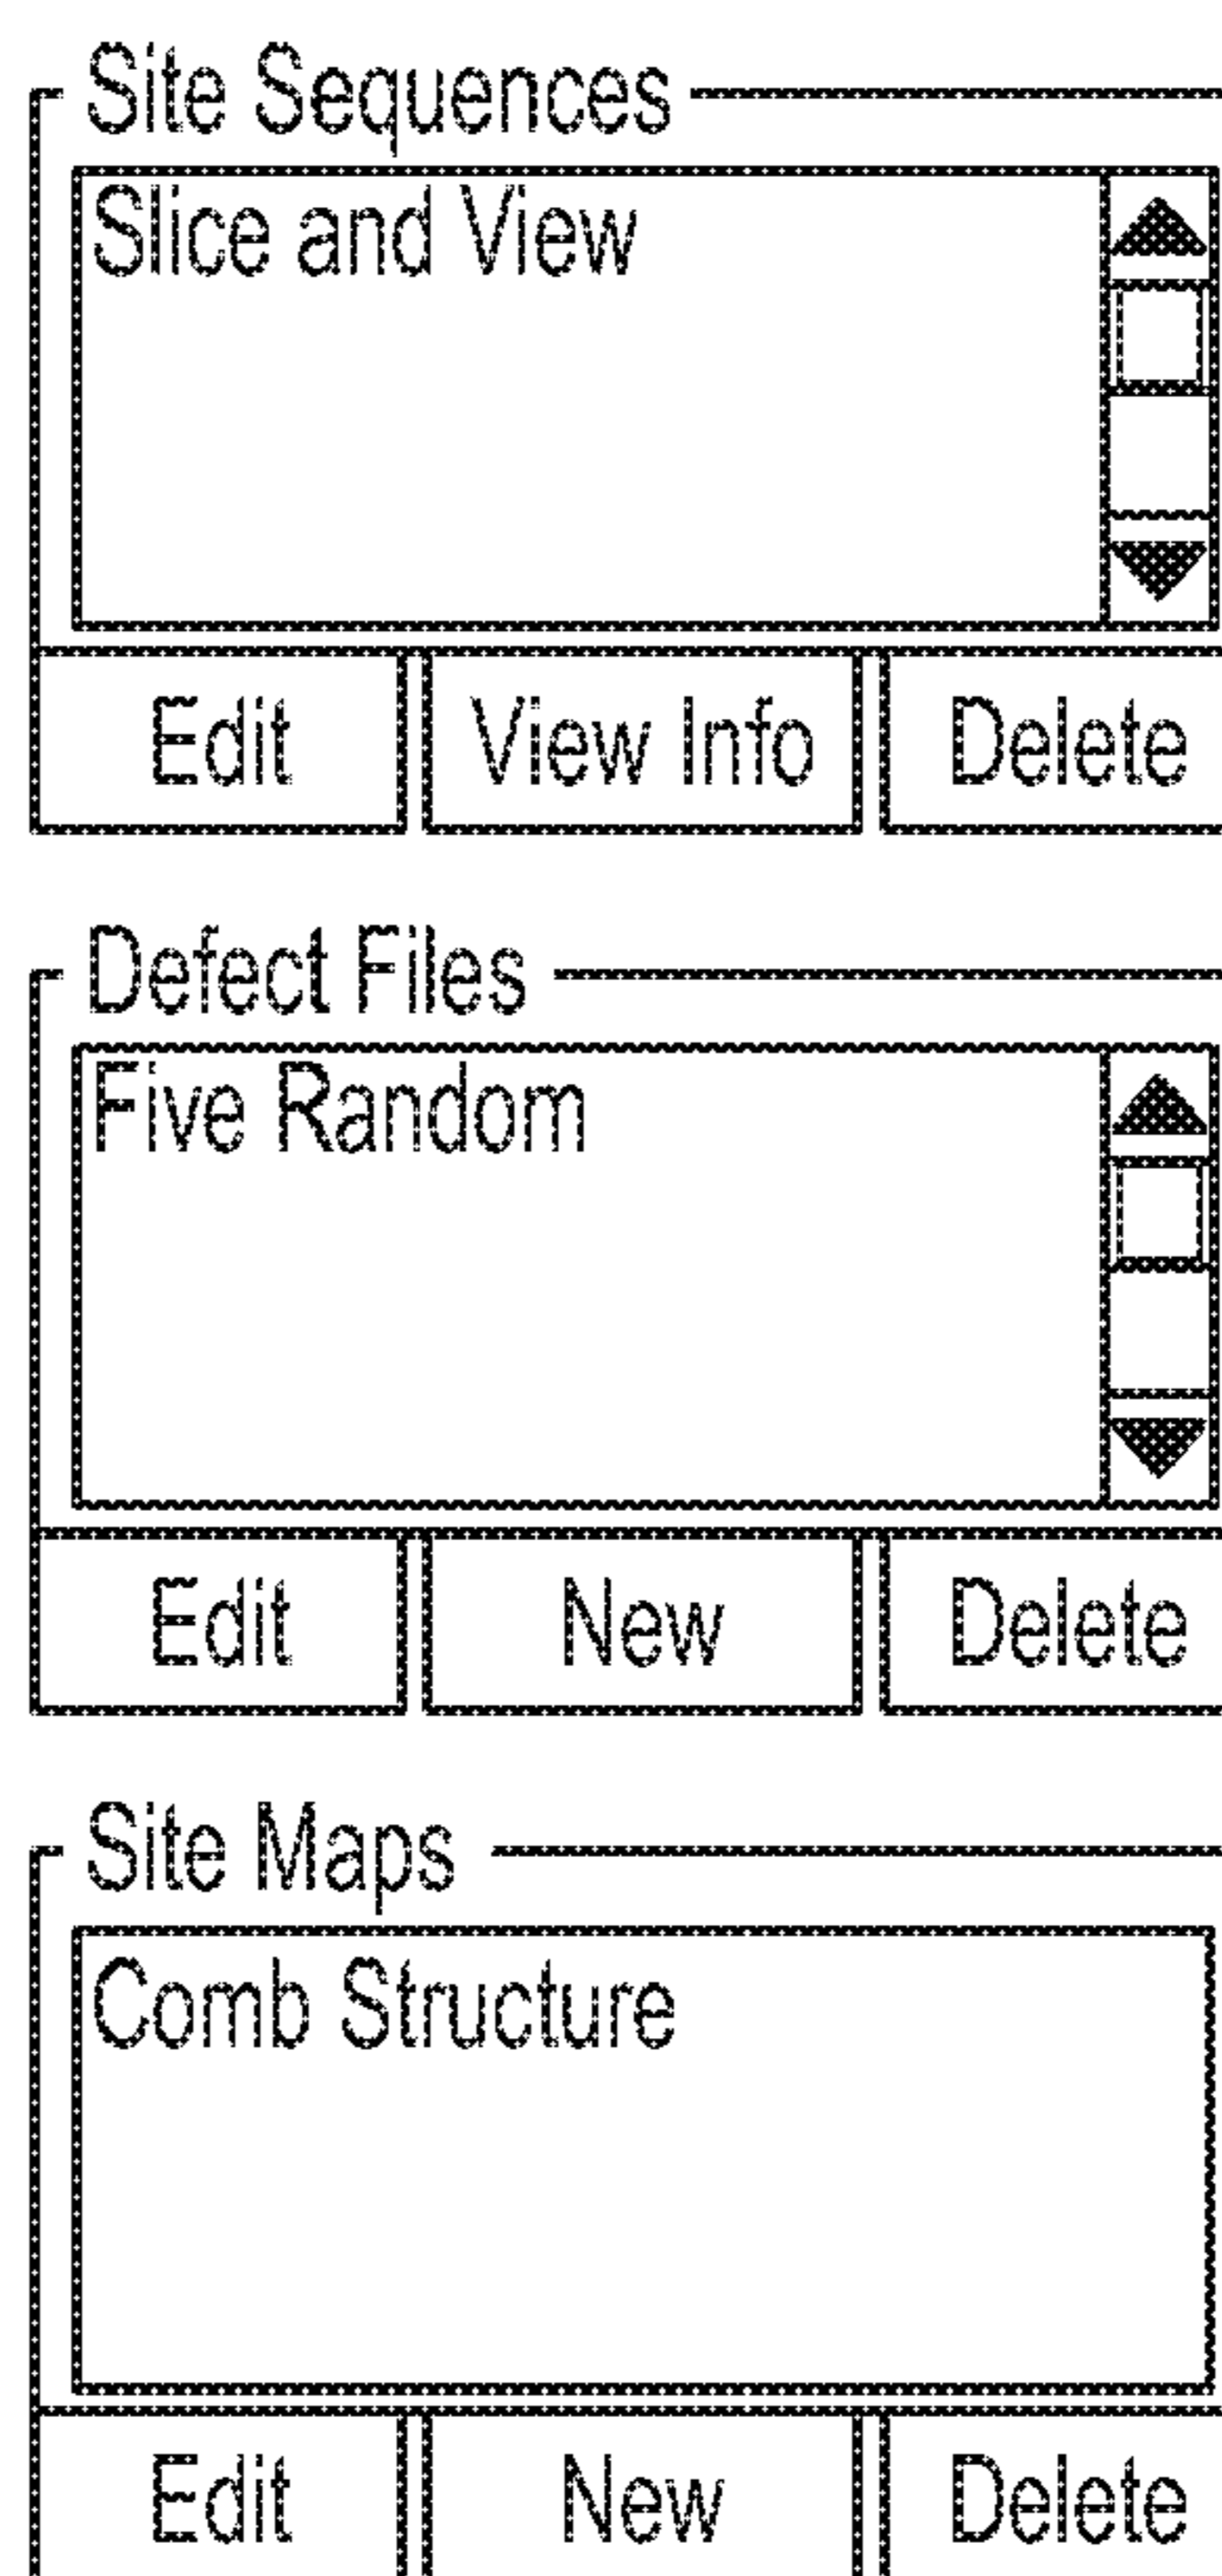 Site Sequences
Slice and View
Edit View Info Delete
Defect Files
Five Random
Edit New Delete
Site Maps
Comb Structure
Edit New Delete